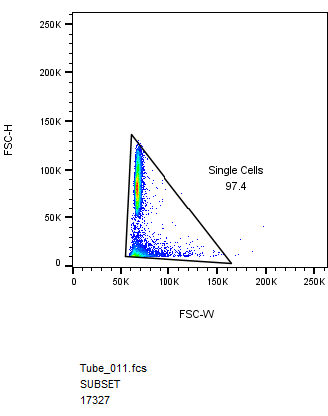 250K
200K
150K
100K
50K
0
FSC-H
Single Cells
97.4
0
50K
100K
150K
200K
250K
FSC-W
Tube_011.fcs
SUBSET
17327